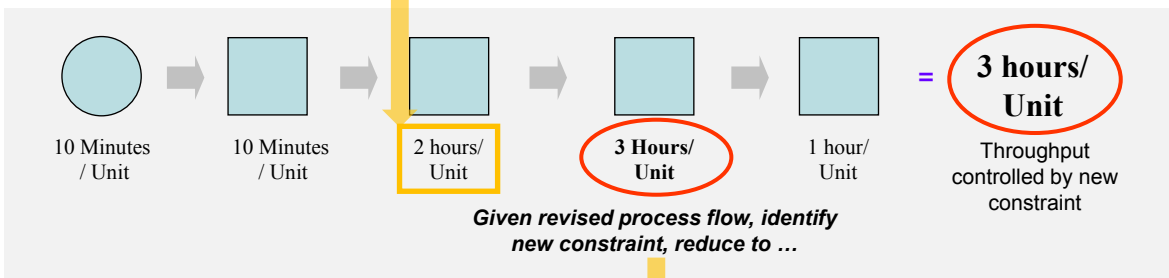 10 Minutes
/ Unit
10 Minutes
/ Unit
2 hours/
Unit
3 Hours/
Unit
1 hour/
Unit
=
3 hours/
Unit
Throughput
controlled by new
constraint
Given revised process flow, identify
new constraint, reduce to …